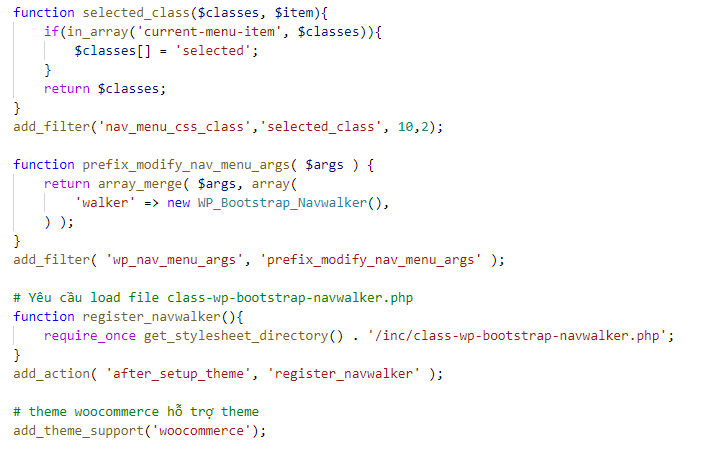 function selected_class($classes, $item){
if(in_array('current-menu-item', $classes)){
$classes[] = 'selected';
}
return $classes;
}
add_filter('nav_menu_css_class','selected_class', 10,2);
function prefix_modify_nav_menu_args( $args ) {
return array_merge( $args, array(
'walker' => new WP_Bootstrap_Navwalker(),
) );
}
add_filter( 'wp_nav_menu_args', 'prefix_modify_nav_menu_args' );
# Yêu cầu load file class-wp-bootstrap-navwalker.php
function register_navwalker(){
require_once get_stylesheet_directory() . '/inc/class-wp-bootstrap-navwalker.php';
}
add_action( 'after_setup_theme', 'register_navwalker' );
# theme woocommerce hỗ trợ theme
add_theme_support('woocommerce');